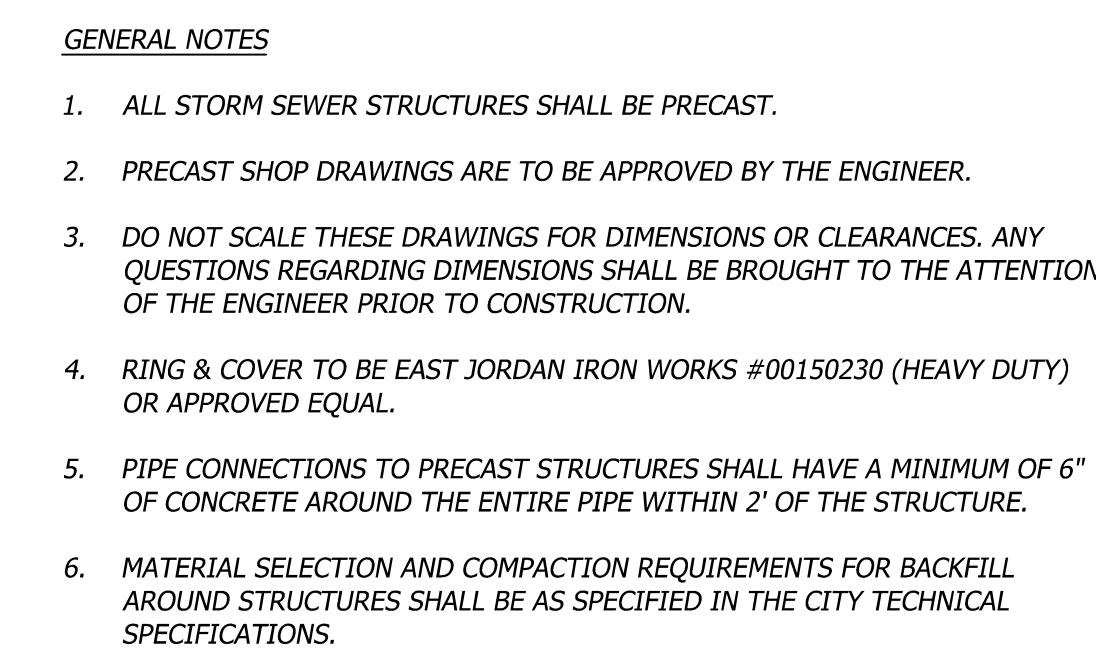 GENERAL NOTES
1. ALL STORM SEWER STRUCTURES SHALL BE PRECAST.
2. PRECAST SHOP DRAWINGS ARE TO BE APPROVED BY THE ENGINEER.
3. DO NOT SCALE THESE DRAWINGS FOR DIMENSIONS OR CLEARANCES. ANY
QUESTIONS REGARDING DIMENSIONS SHALL BE BROUGHT TO THE ATTENTION
OF THE ENGINEER PRIOR TO CONSTRUCTION.
4. RING & COVER TO BE EAST JORDAN IRON WORKS #00150230 (HEAVY DUTY)
OR APPROVED EQUAL.
5. PIPE CONNECTIONS TO PRECAST STRUCTURES SHALL HAVE A MINIMUM OF 6"
OF CONCRETE AROUND THE ENTIRE PIPE WITHIN 2' OF THE STRUCTURE.
6. MATERIAL SELECTION AND COMPACTION REQUIREMENTS FOR BACKFILL
AROUND STRUCTURES SHALL BE AS SPECIFIED IN THE CITY TECHNICAL
SPECIFICATIONS.